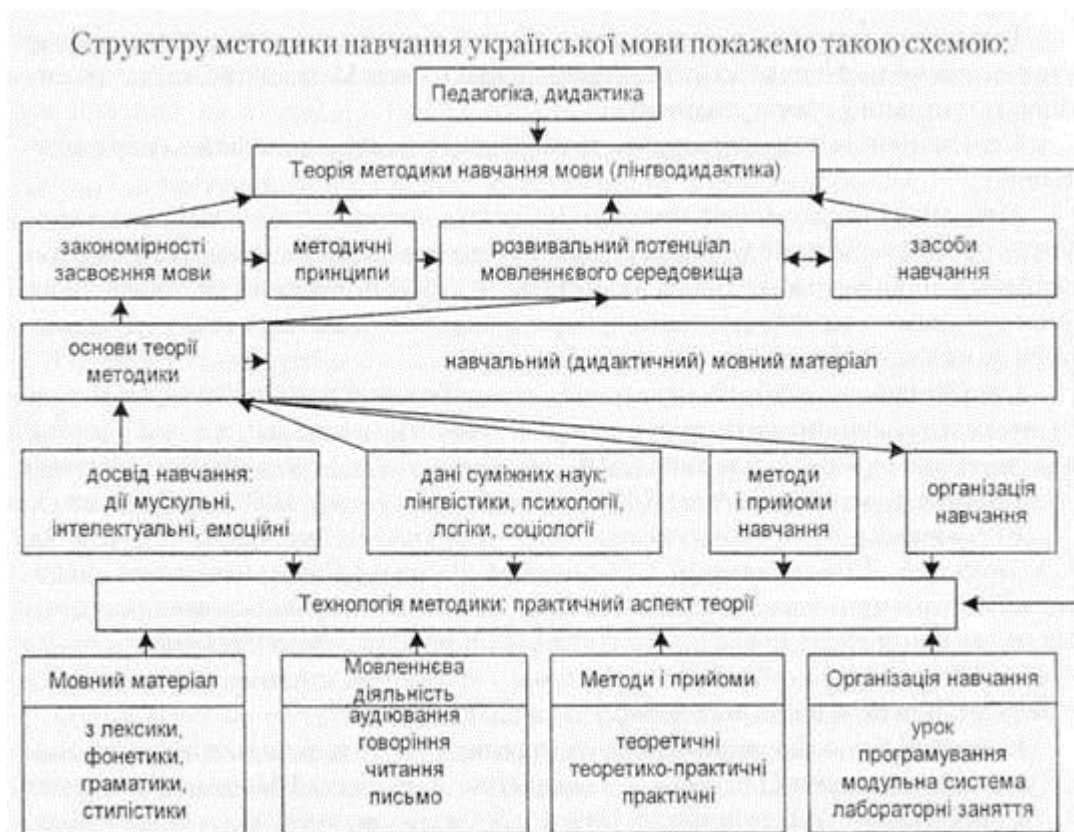 Структуру методики навчання української мови покажемо такою схемою:
Педагогіка, дидактика
Теорія методики навчання мови (лінгводидактика)
закономірності
засвоєння мови
методичні
принципи
розвивальний потенціал
мовленнєвого середовища
засоби
навчання
основи теорії
методики
навчальний (дидактичний) мовний матеріал
досвід навчання:
дії мускульні,
інтелектуальні, емоційні
дані суміжних наук:
лінгвістики, психології,
логіки, соціології
методи
і прийоми
навчання
організація
навчання
Технологія методики: практичний аспект теорії
Мовний матеріал
з лексики,
фонетики,
граматики,
стилістики
Мовленнєва
діяльність
аудіювання
говоріння
читання
письмо
Методи і прийоми
теоретичні
теоретико-практичні
практичні
Організація навчання
урок
програмування
модульна система
лабораторні заняття